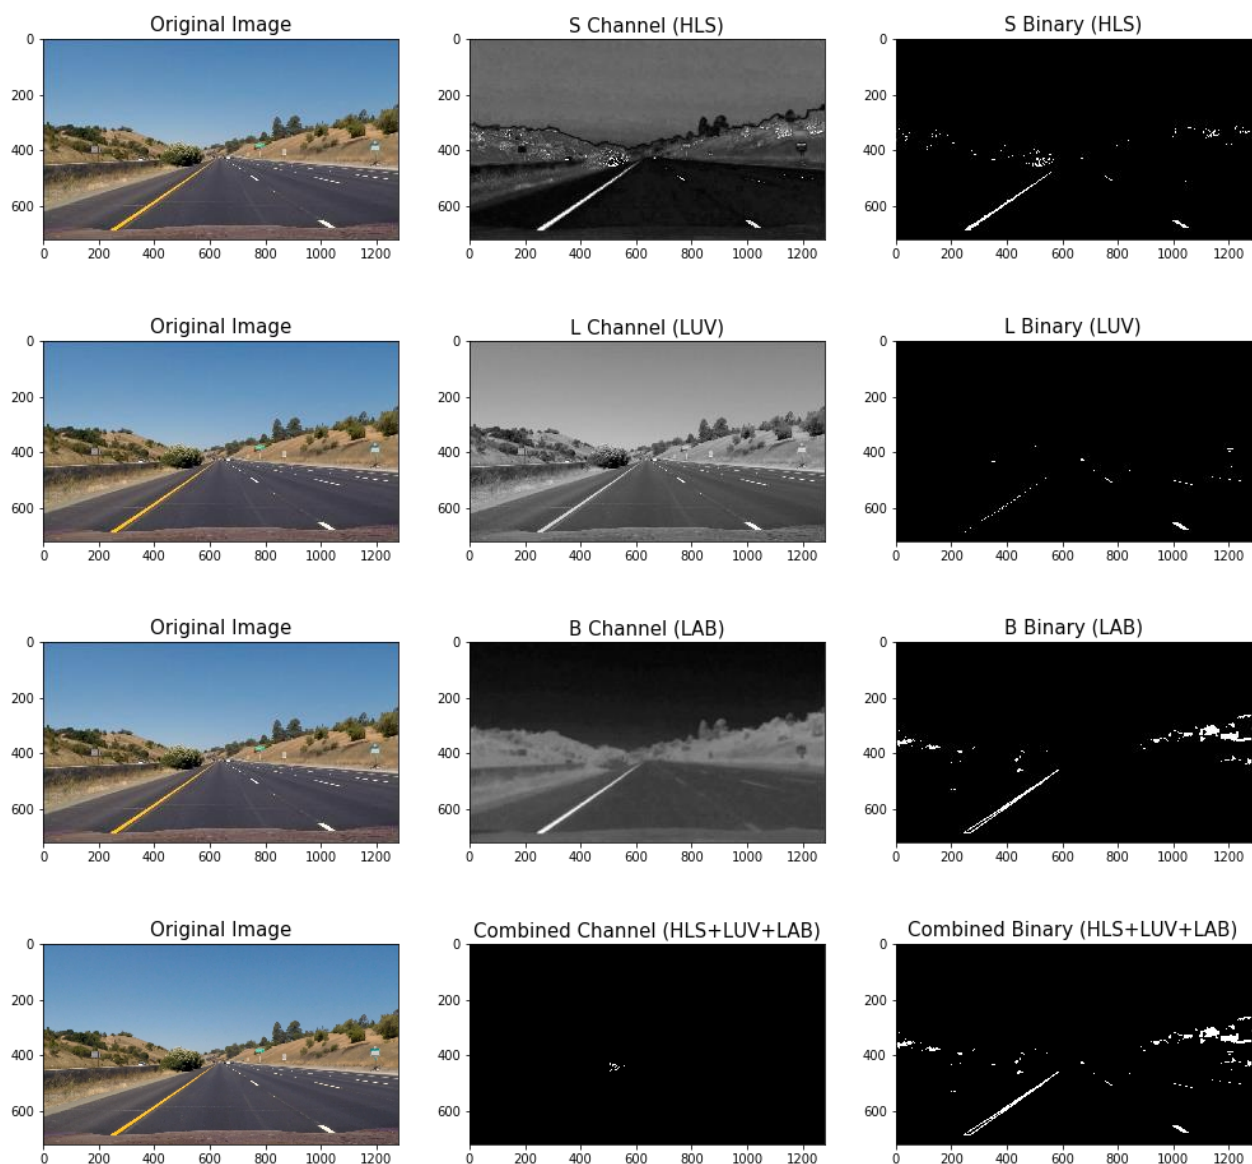 Original Image
0
200
400
600
0 200 400 600 800 1000 1200
S Channel (HLS)
0
200
400
600
0 200 400 600 800 1000 1200
S Binary (HLS)
0
200
400
600
0 200 400 600 800 1000 1200
Original Image
0
200
400
600
0 200 400 600 800 1000 1200
L Channel (LUV)
0
200
400
600
0 200 400 600 800 1000 1200
L Binary (LUV)
0
200
400
600
0 200 400 600 800 1000 1200
Original Image
0
200
400
600
0 200 400 600 800 1000 1200
B Channel (LAB)
0
200
400
600
0 200 400 600 800 1000 1200
B Binary (LAB)
0
200
400
600
0 200 400 600 800 1000 1200
Original Image
0
200
400
600
0 200 400 600 800 1000 1200
Combined Channel (HLS+LUV+LAB)
0
200
400
600
0 200 400 600 800 1000 1200
Combined Binary (HLS+LUV+LAB)
0
200
400
600
0 200 400 600 800 1000 1200